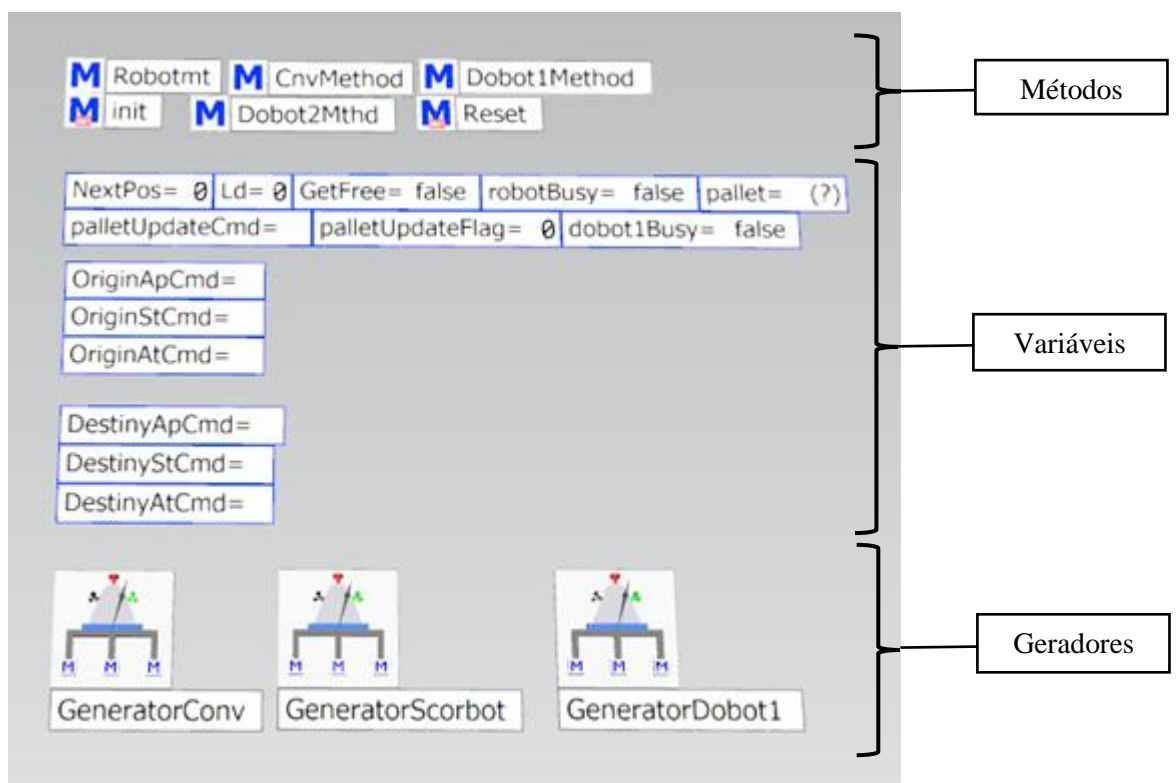 M Robotmt M CnvMethod M Dobot1Method
M init M Dobot2Mthd M Reset
Métodos
NextPos= 0 Ld= 0 GetFree= false robotBusy= false pallet= (?)
palletUpdateCmd= palletUpdateFlag= 0 dobot1Busy= false
OriginApCmd=
OriginStCmd=
OriginAtCmd=
Variáveis
DestinyApCmd=
DestinyStCmd=
DestinyAtCmd=
M M M M M M M M M
GeneratorConv GeneratorScorbot GeneratorDobot1
Geradores